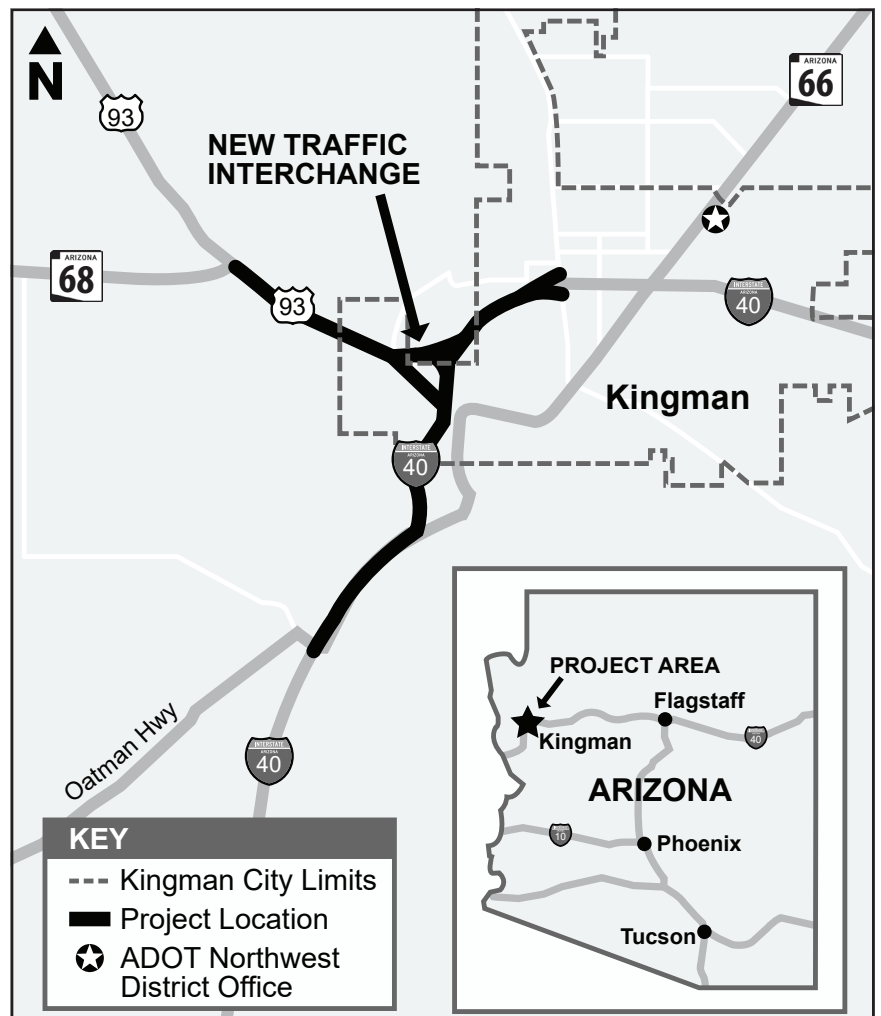 N
93
ARIZONA
66
NEW TRAFFIC
INTERCHANGE
ARIZONA
68
93
INTERSTATE
ARIZONA
40
Kingman
INTERSTATE
ARIZONA
40
PROJECT AREA
Flagstaff
40
Kingman
ARIZONA
10
Phoenix
Tucson
Oatman Hwy
INTERSTATE
ARIZONA
40
KEY
Kingman City Limits
Project Location
ADOT Northwest
District Office